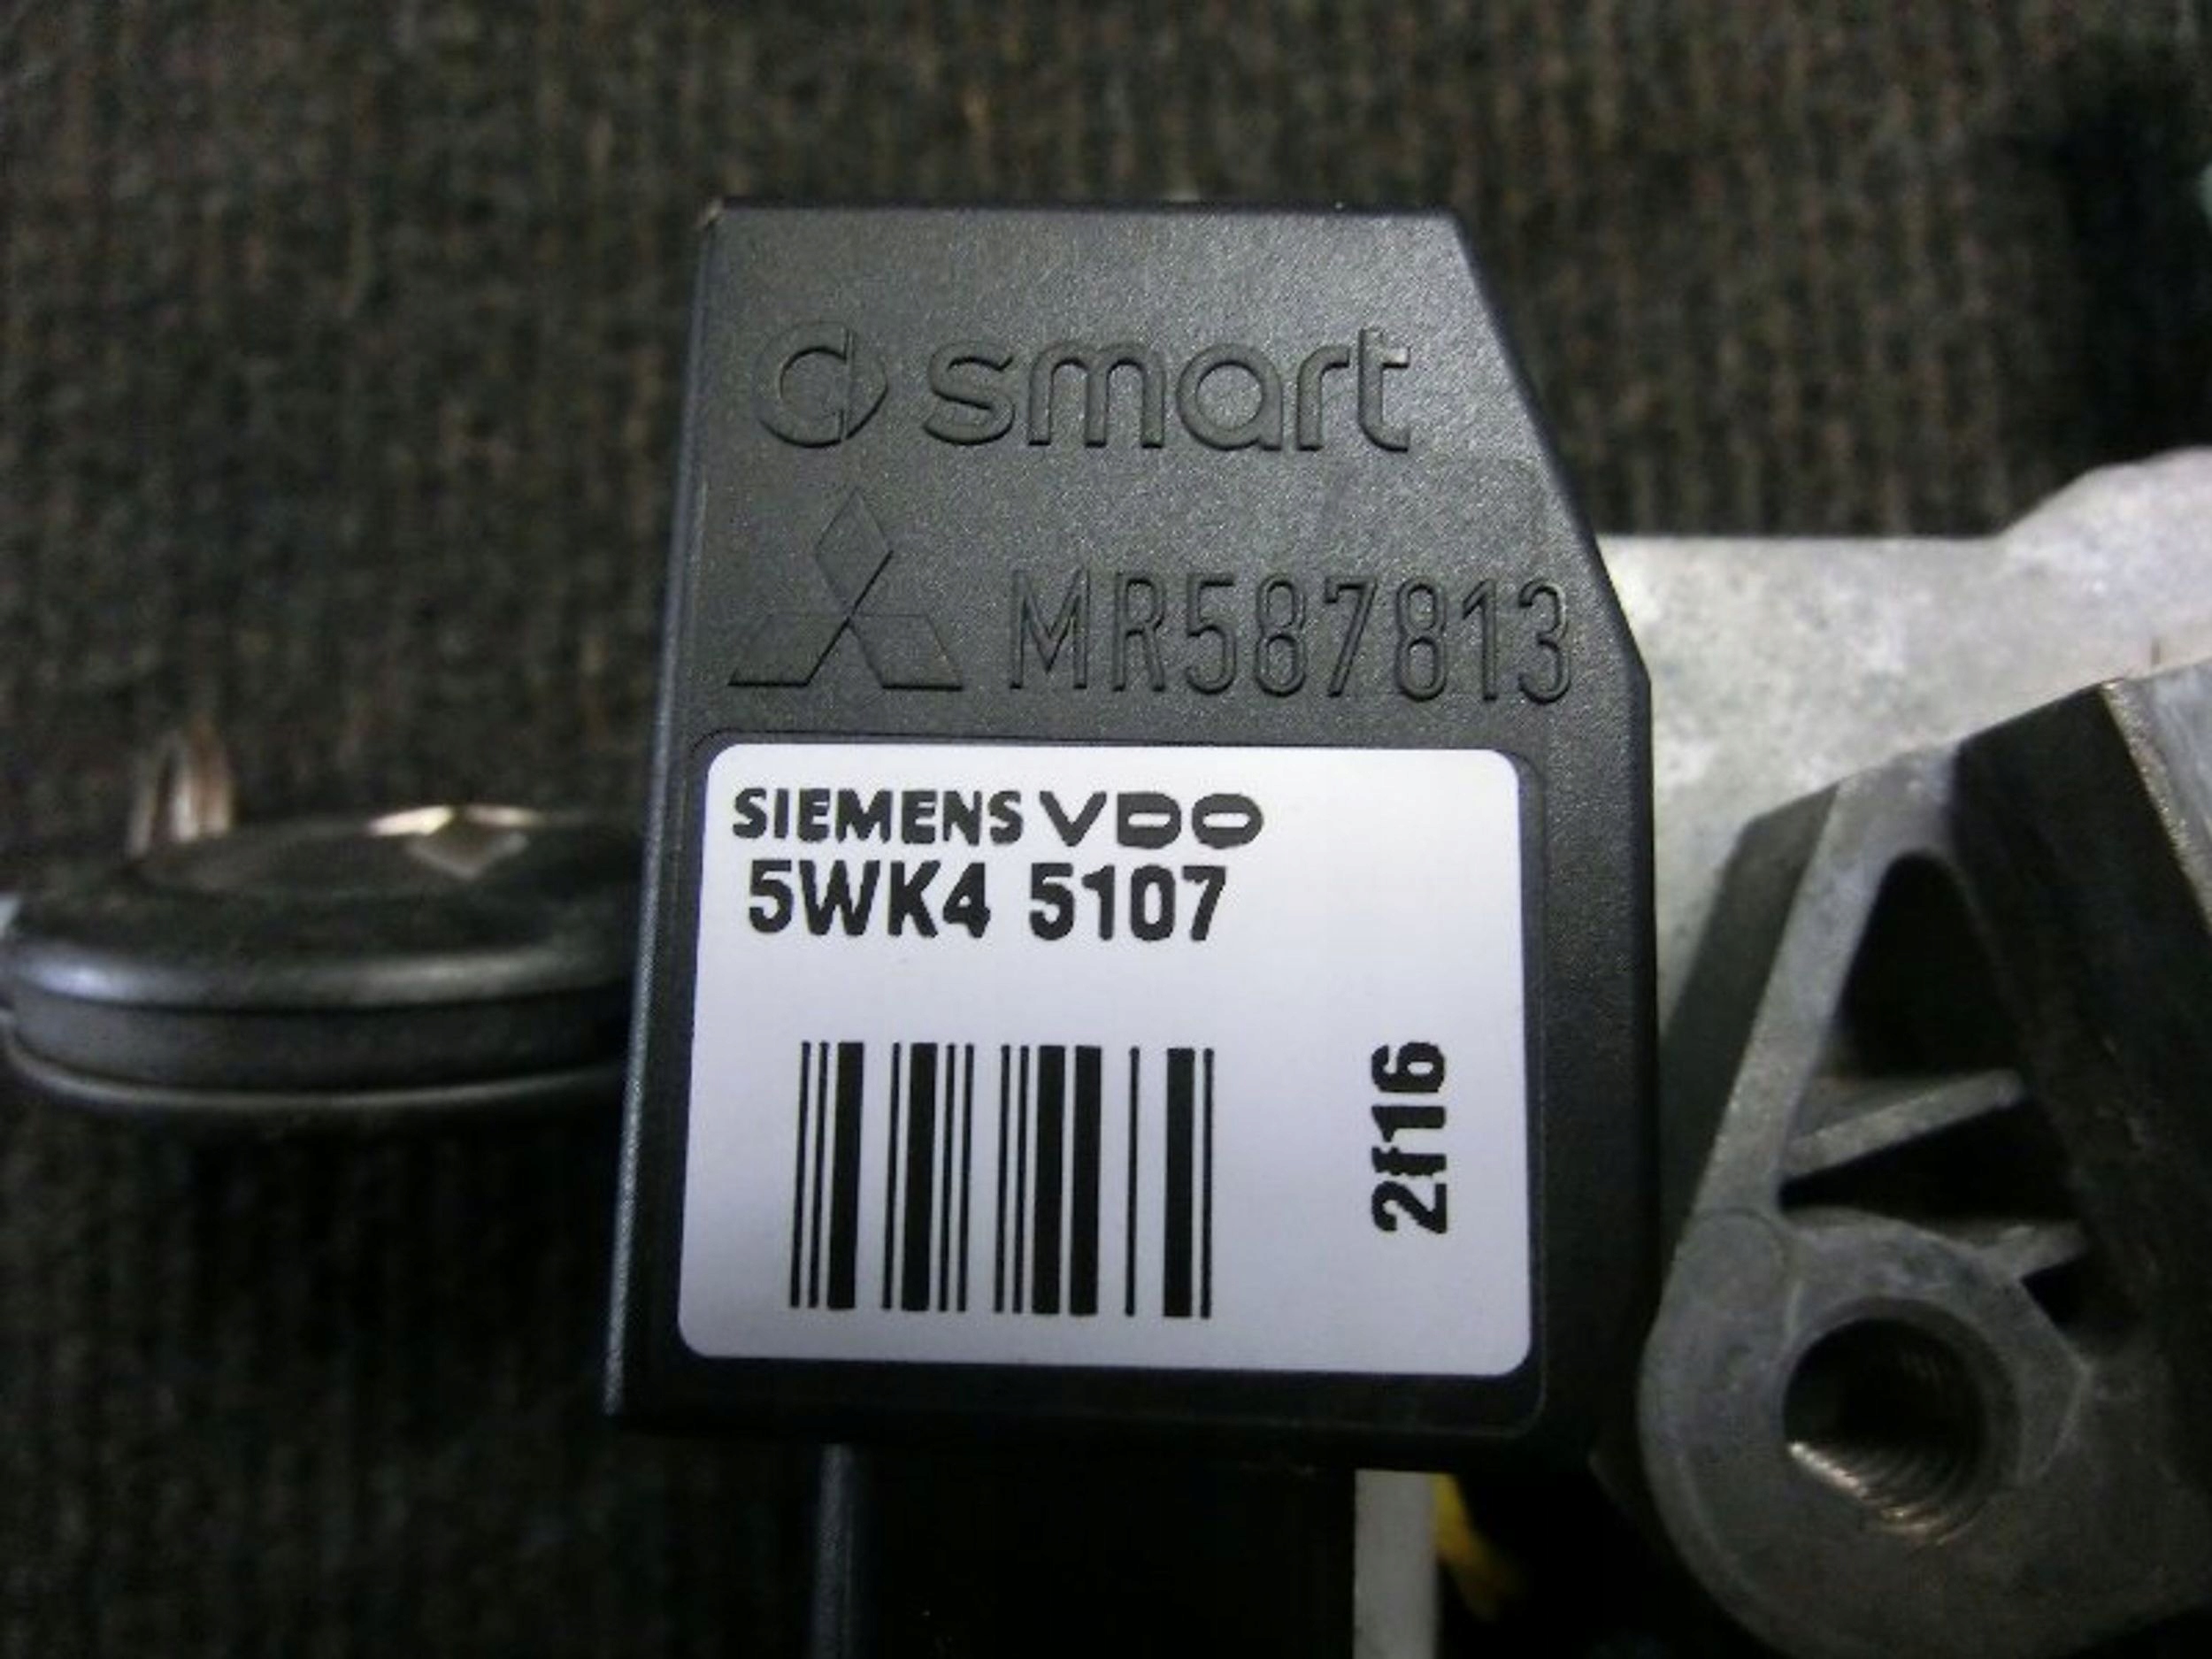 smart
MR587813
SIEMENS VDO
5WK4 5107
2f16